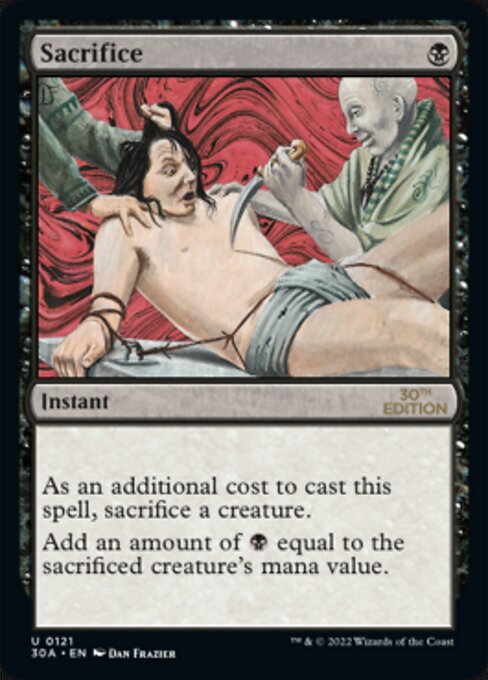 Sacrifice
Instant
30TH
EDITION
As an additional cost to cast this
spell, sacrifice a creature.
Add an amount of equal to the
sacrificed creature's mana value.
U 0121
30A • EN DAN FRAZIER
™ & © 2022 Wizards of the Coast